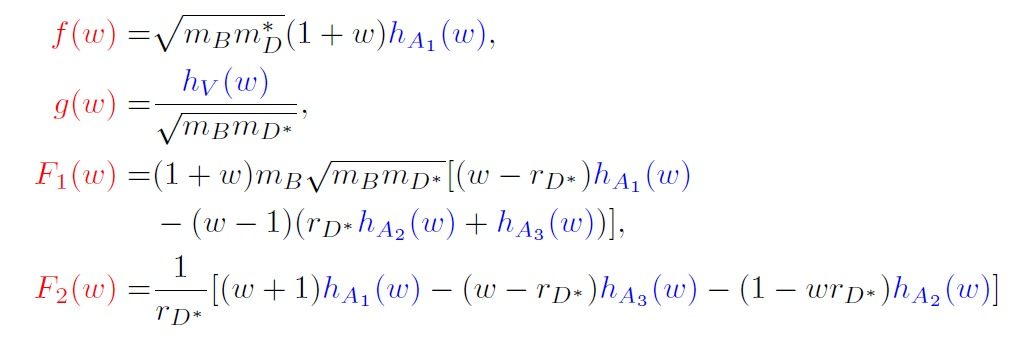 f(w) =√(m_B m_D^*)(1 + w)h_{A_1}(w),
g(w) = h_V(w) / √(m_B m_{D*}),
F_1(w) =(1 + w)m_B√(m_B m_{D*})[(w − r_{D*})h_{A_1}(w)
− (w − 1)(r_{D*}h_{A_2}(w) + h_{A_3}(w))],
F_2(w) = 1 / r_{D*} [(w + 1)h_{A_1}(w) − (w − r_{D*})h_{A_3}(w) − (1 − wr_{D*})h_{A_2}(w)]